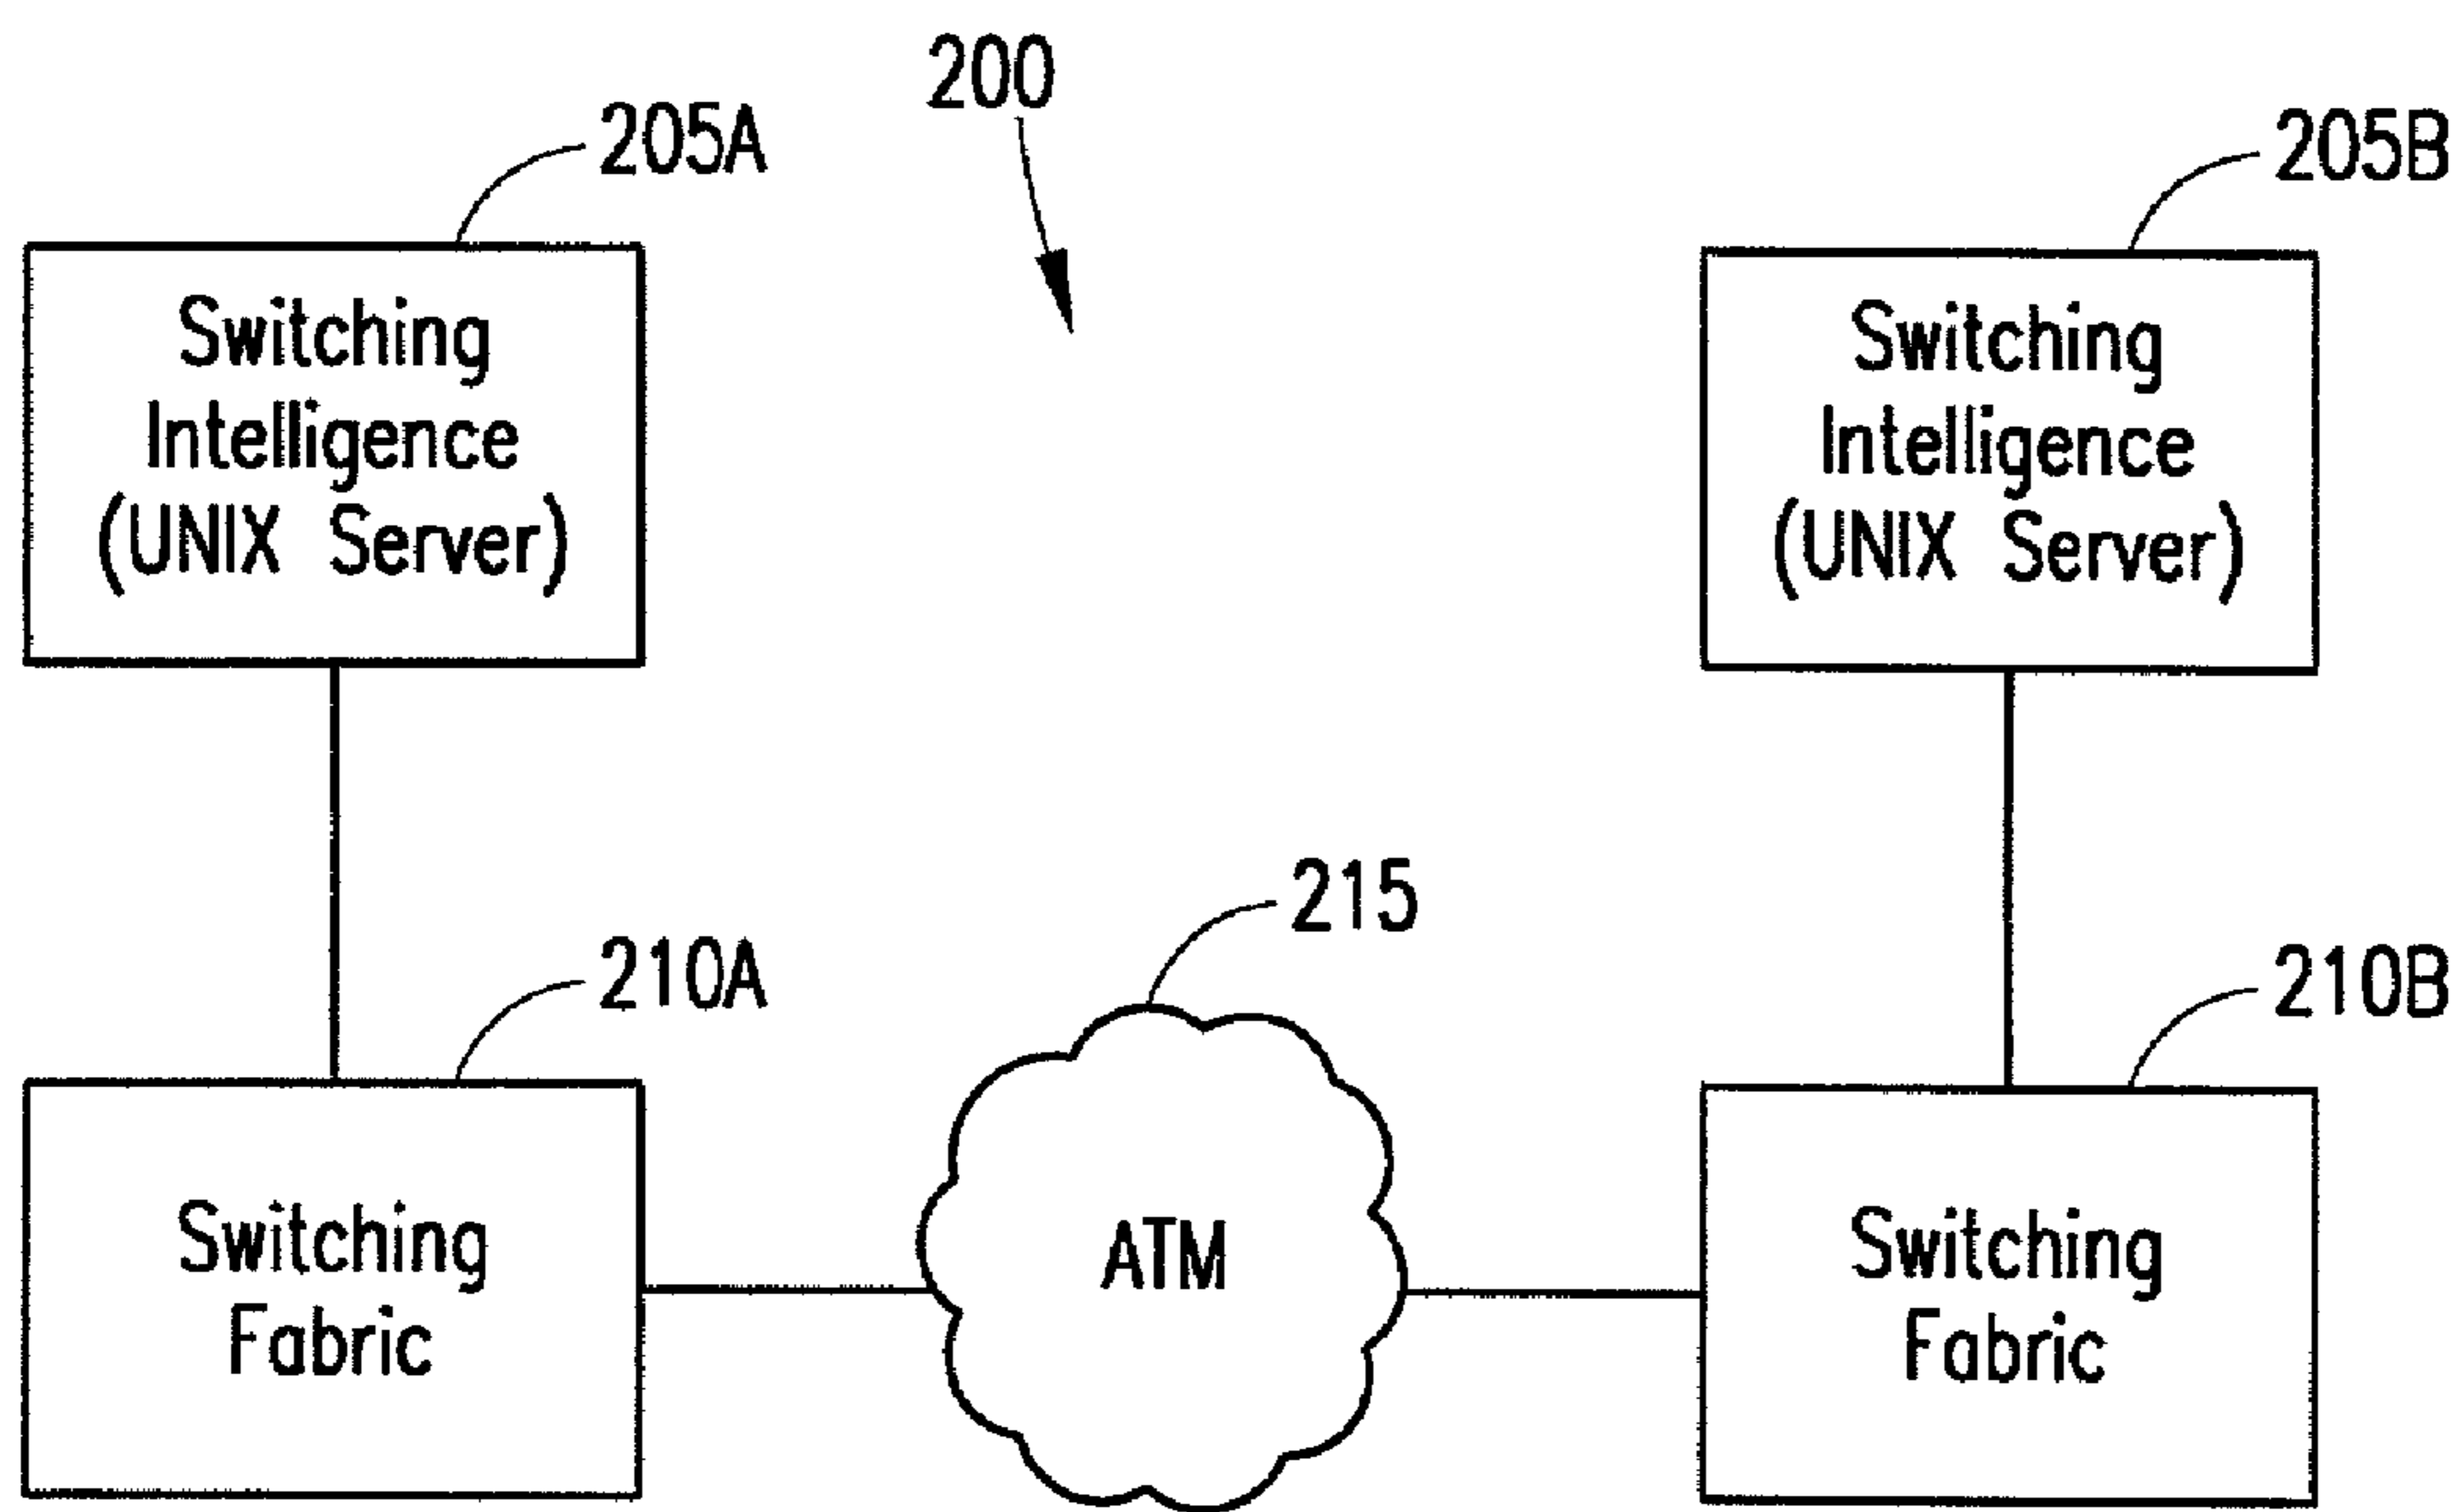 200
205A
205B
Switching
Intelligence
(UNIX Server)
Switching
Intelligence
(UNIX Server)
215
210A
210B
Switching
Fabric
ATM
Switching
Fabric